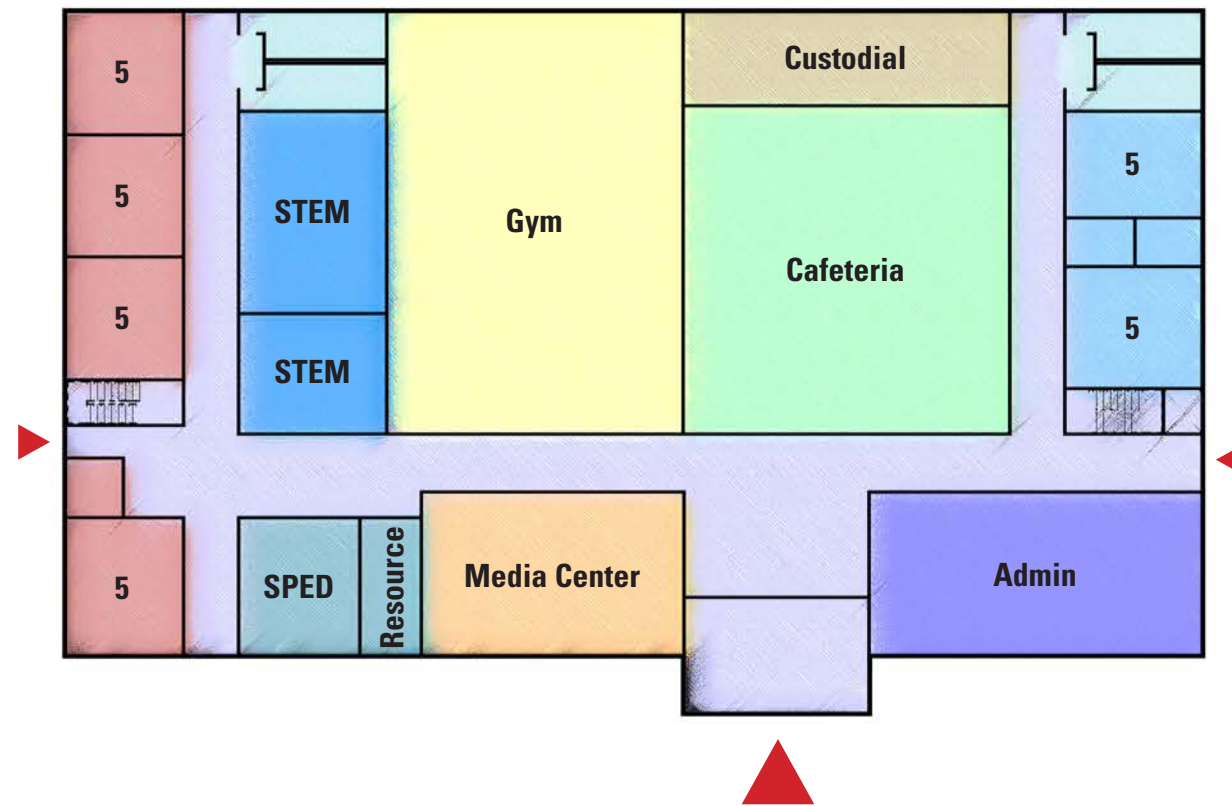 5
Custodial
5
5
STEM
Gym
Cafeteria
5
5
STEM
5
SPED
Resource
Media Center
Admin